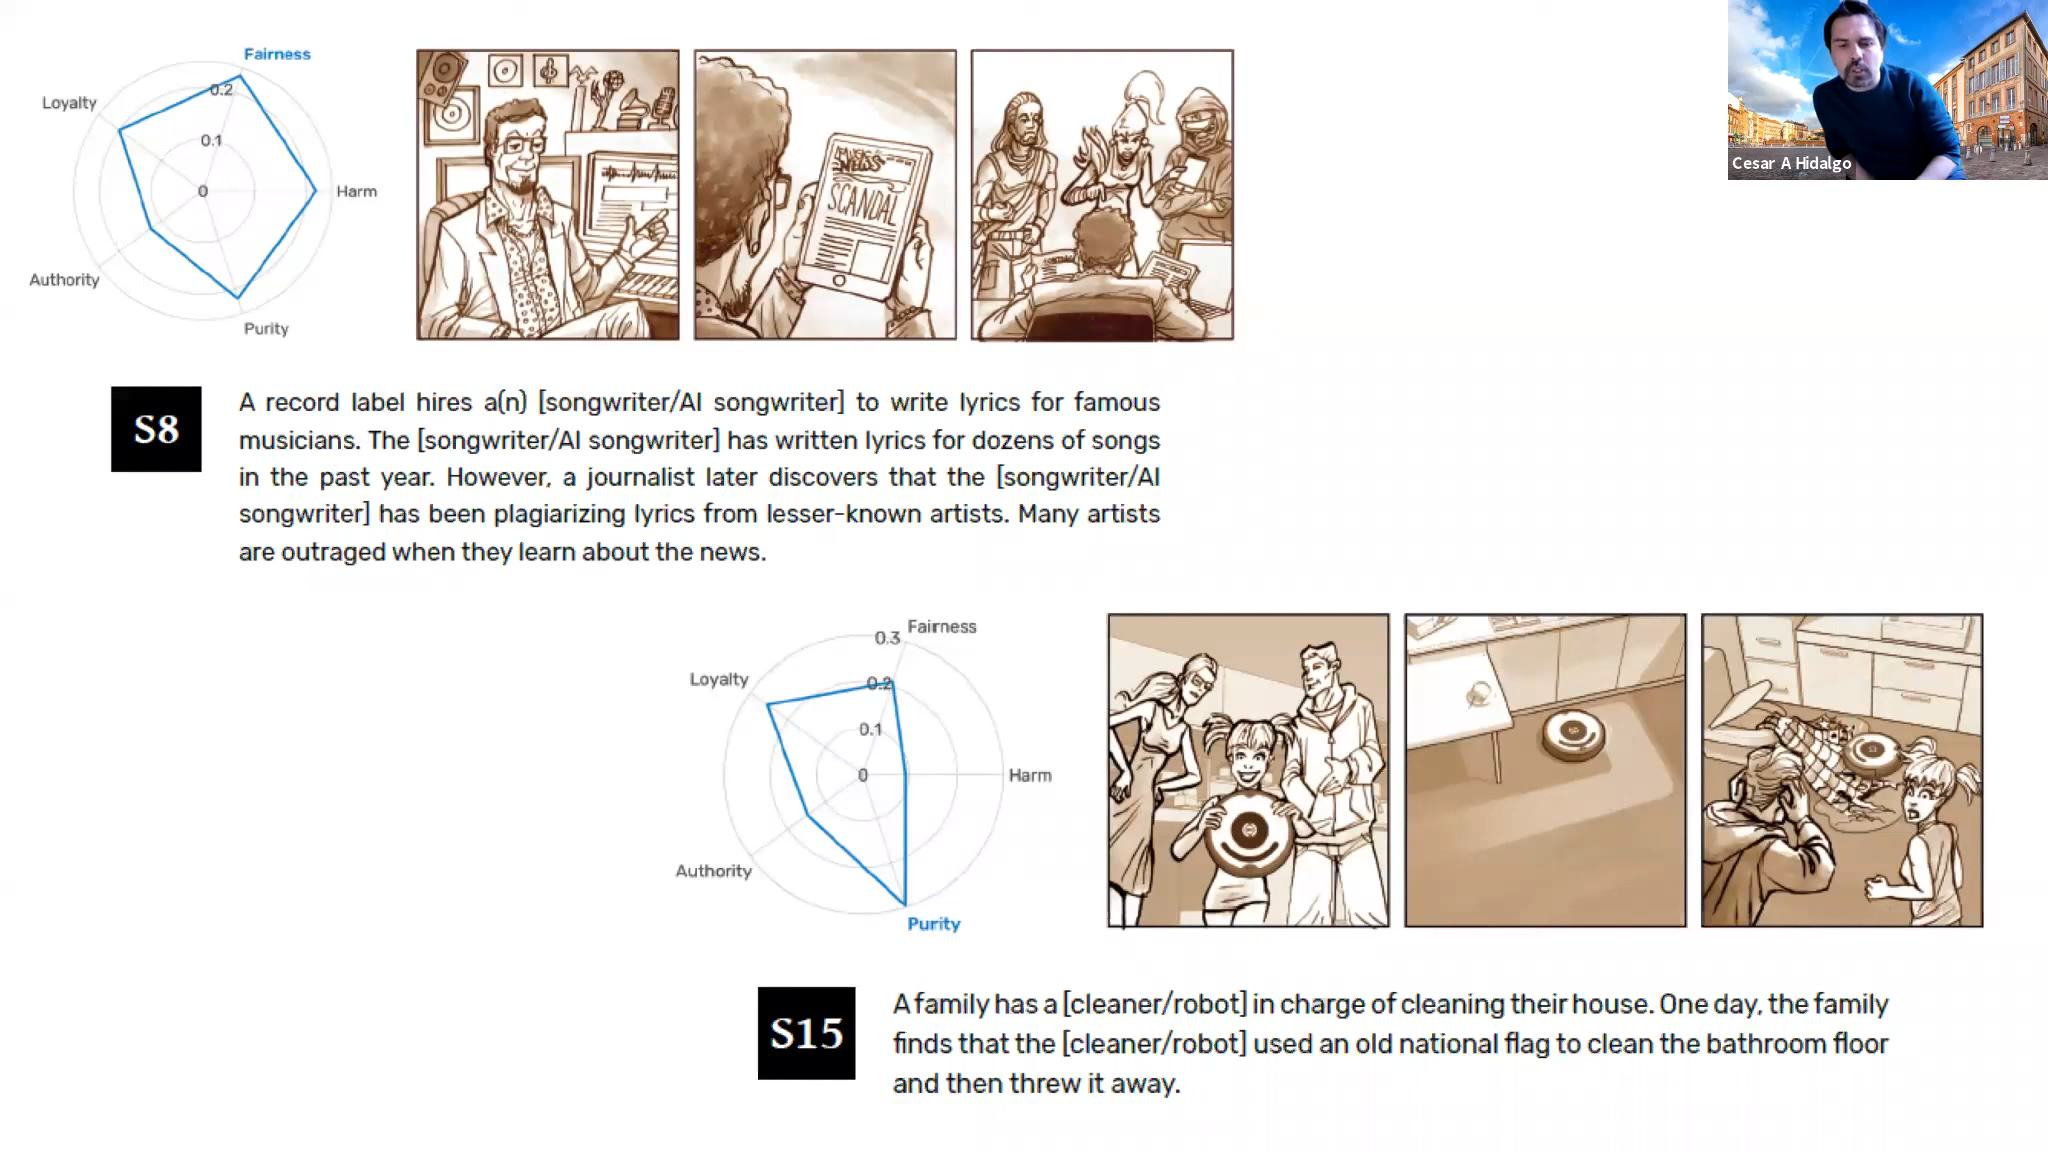 Fairness
Loyalty
0.2
0.1
0
Harm
Authority
Purity
NEWS
SCANDAL
CONTRACT
Cesar A Hidalgo
S8
A record label hires a(n) [songwriter/AI songwriter] to write lyrics for famous
musicians. The [songwriter/AI songwriter] has written lyrics for dozens of songs
in the past year. However, a journalist later discovers that the [songwriter/AI
songwriter] has been plagiarizing lyrics from lesser-known artists. Many artists
are outraged when they learn about the news.
Fairness
0.3
Loyalty
0.2
0.1
0
Harm
Authority
Purity
S15
A family has a [cleaner/robot] in charge of cleaning their house. One day, the family
finds that the [cleaner/robot] used an old national flag to clean the bathroom floor
and then threw it away.